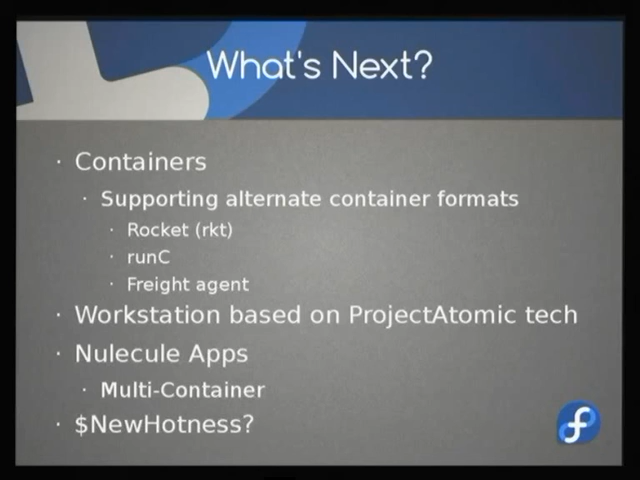 What's Next?
· Containers
· Supporting alternate container formats
· Rocket (rkt)
· runC
· Freight agent
· Workstation based on ProjectAtomic tech
· Nulecule Apps
· Multi-Container
· $NewHotness?